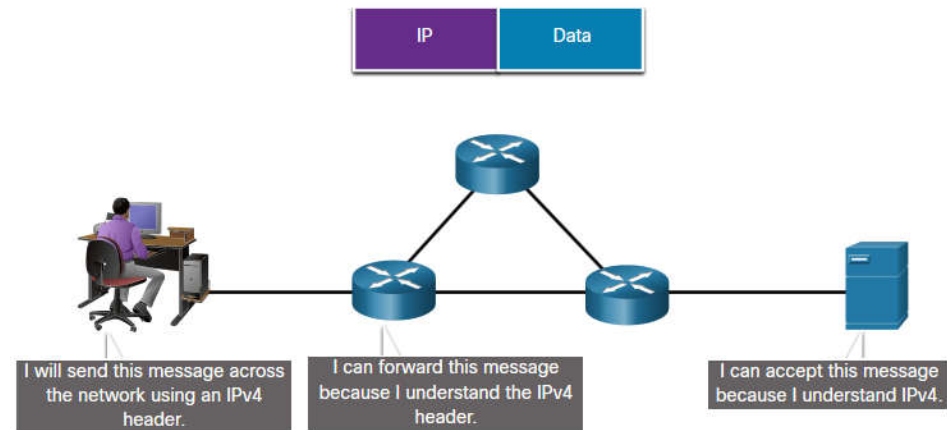 IP
Data
I will send this message across
the network using an IPv4
header.
I can forward this message
because I understand the IPv4
header.
I can accept this message
because I understand IPv4.